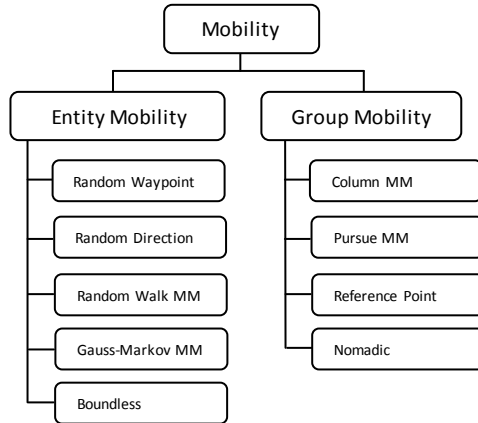 Mobility
Entity Mobility
Random Waypoint
Random Direction
Random Walk MM
Gauss-Markov MM
Boundless
Group Mobility
Column MM
Pursue MM
Reference Point
Nomadic